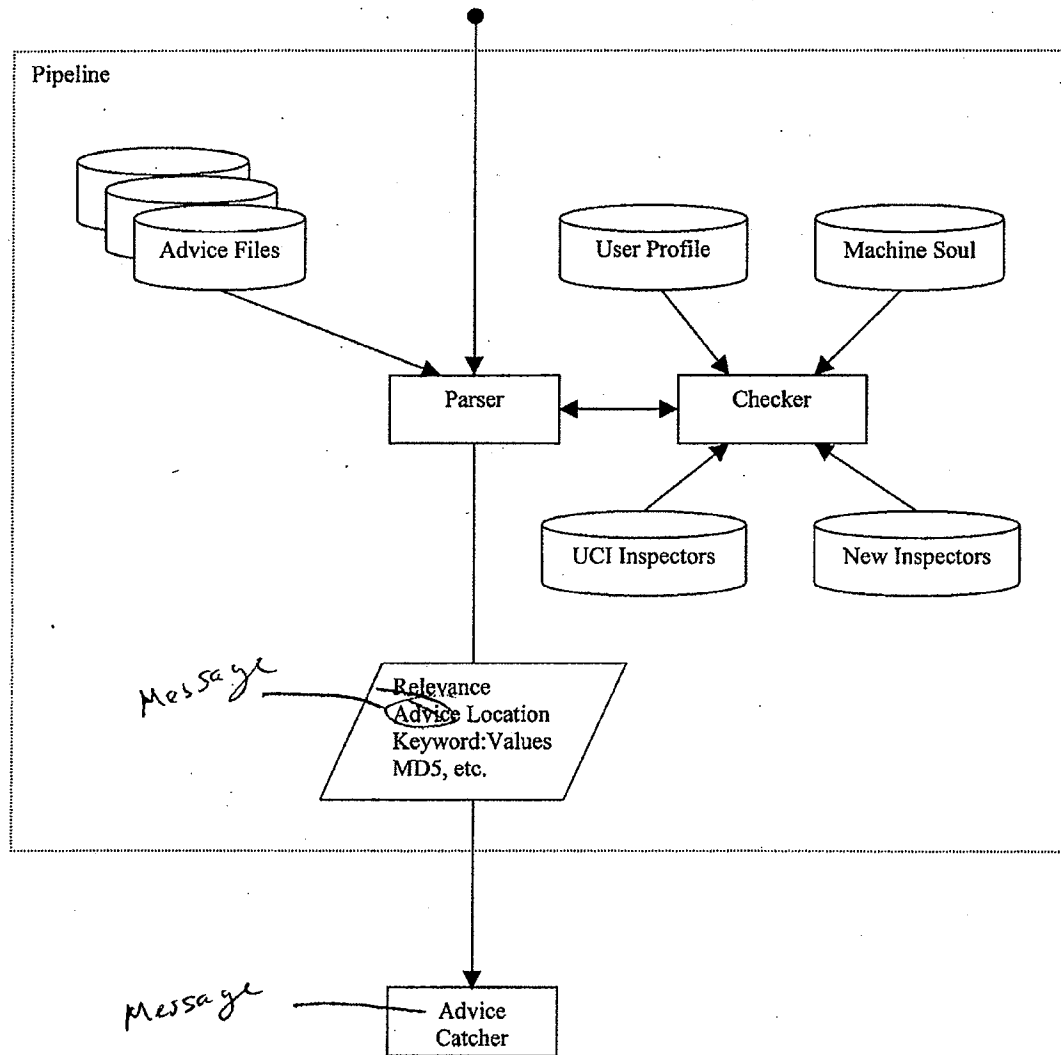 Pipeline
Advice Files
User Profile
Machine Soul
Parser
Checker
UCI Inspectors
New Inspectors
Message
Relevance
Advice Location
Keyword:Values
MD5, etc.
Message
Advice
Catcher